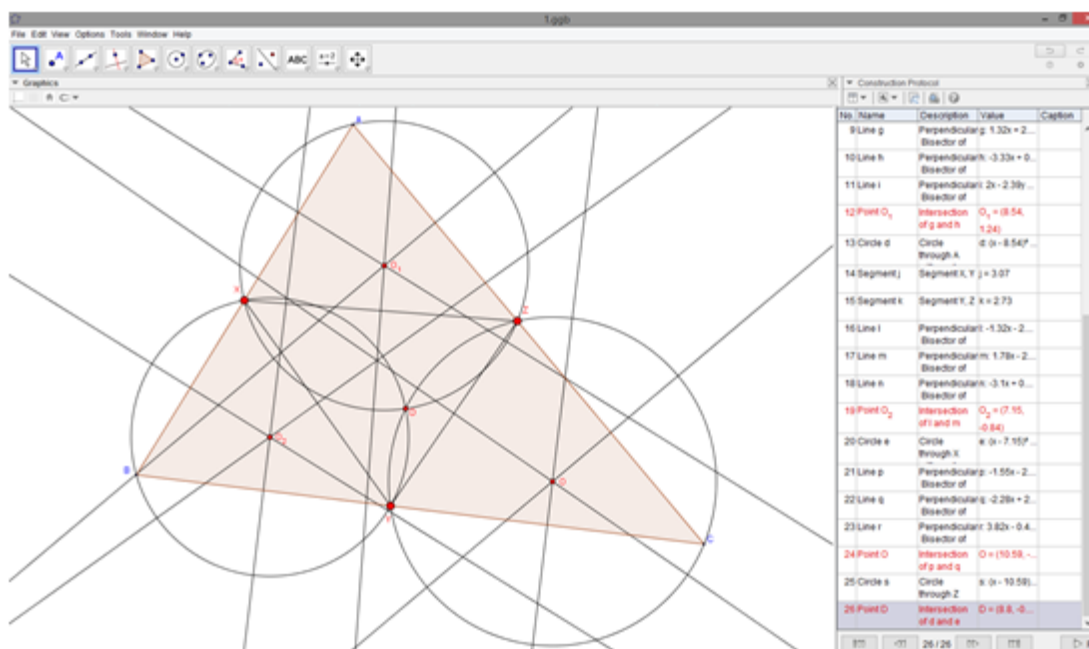 1.ggb
File Edit View Options Tools Window Help
A
ABC
a=2
Graphics
Construction Protocol
No. Name Description Value Caption
9 Line g Perpendicular g: 1.32x + 2...
Bisector of
10 Line h Perpendicular h: -3.33x + 0...
Bisector of
11 Line i Perpendicular i: 2x - 2.39y ...
Bisector of
12 Point O1 Intersection O1 = (8.54,
of g and h 1.24)
13 Circle d Circle d: (x - 8.54)²...
through A
14 Segment j Segment X, Y j = 3.07
15 Segment k Segment Y, Z k = 2.73
16 Line l Perpendicular l: -1.32x - 2...
Bisector of
17 Line m Perpendicular m: 1.78x - 2...
Bisector of
18 Line n Perpendicular n: -3.1x + 0...
Bisector of
19 Point O2 Intersection O2 = (7.15,
of l and m -0.84)
20 Circle e Circle e: (x - 7.15)²...
through X
21 Line p Perpendicular p: -1.55x - 2...
Bisector of
22 Line q Perpendicular q: -2.28x + 2...
Bisector of
23 Line r Perpendicular r: 3.82x - 0.4...
Bisector of
24 Point O Intersection O = (10.59, -...
of p and q
25 Circle s Circle s: (x - 10.59)...
through Z
26 Point D Intersection D = (8.8, -0...
of d and e
26 / 26
A
O1
X
Z
D
O2
B
O
Y
C